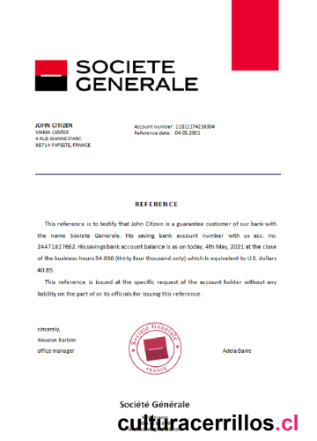 SOCIETE
GENERALE
JOHN CITIZEN
VAIMA CENTER
4 RUE JEANNE D'ARC
98714 PAPEETE, FRANCE
Account number: 11811174216304
Reference date: 04.05.2021
REFERENCE
This reference is to testify that John Citizen is a guarantee customer of our bank with
the name Societe Generale. His saving bank account number with us acc. no.
24471827662. His savings bank account balance is as on today, 4th May, 2021 at the close
of the business hours 34.000 (thirty four thousand only) which is equivalent to U.S. dollars
40.85.
This reference is issued at the specific request of the account holder without any
liability on the part of or its officials for issuing this reference.
sincerely,
Barbier
office manager
Adela Barre
Société Générale
FRANCE
Société Générale
culturacerrillos.cl